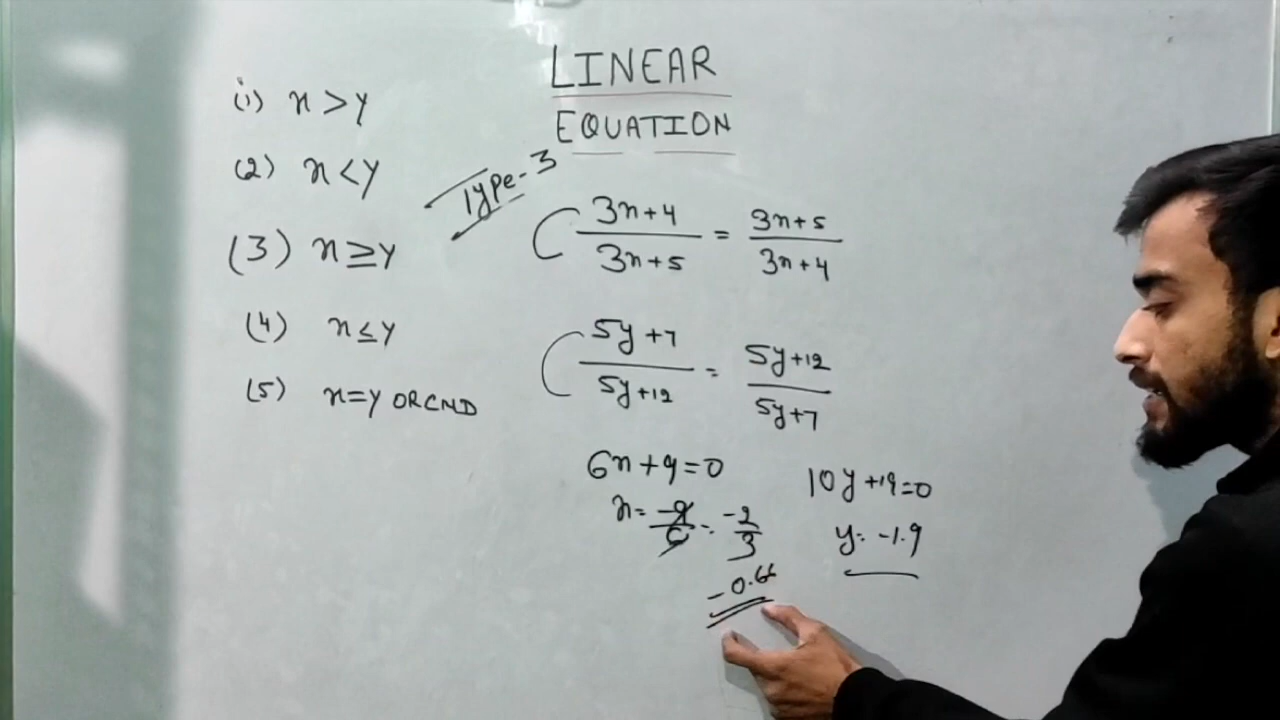 LINEAR
EQUATION
(1) x > y
(2) x < y
(3) x ≥ y
(4) x ≤ y
(5) x = y OR CND
Type-3
3x+4 / 3x+5 = 3x+5 / 3x+4
5y+7 / 5y+12 = 5y+12 / 5y+7
6x+9=0
x = -9/6 = -2/3
-0.66
10y+19=0
y = -1.9